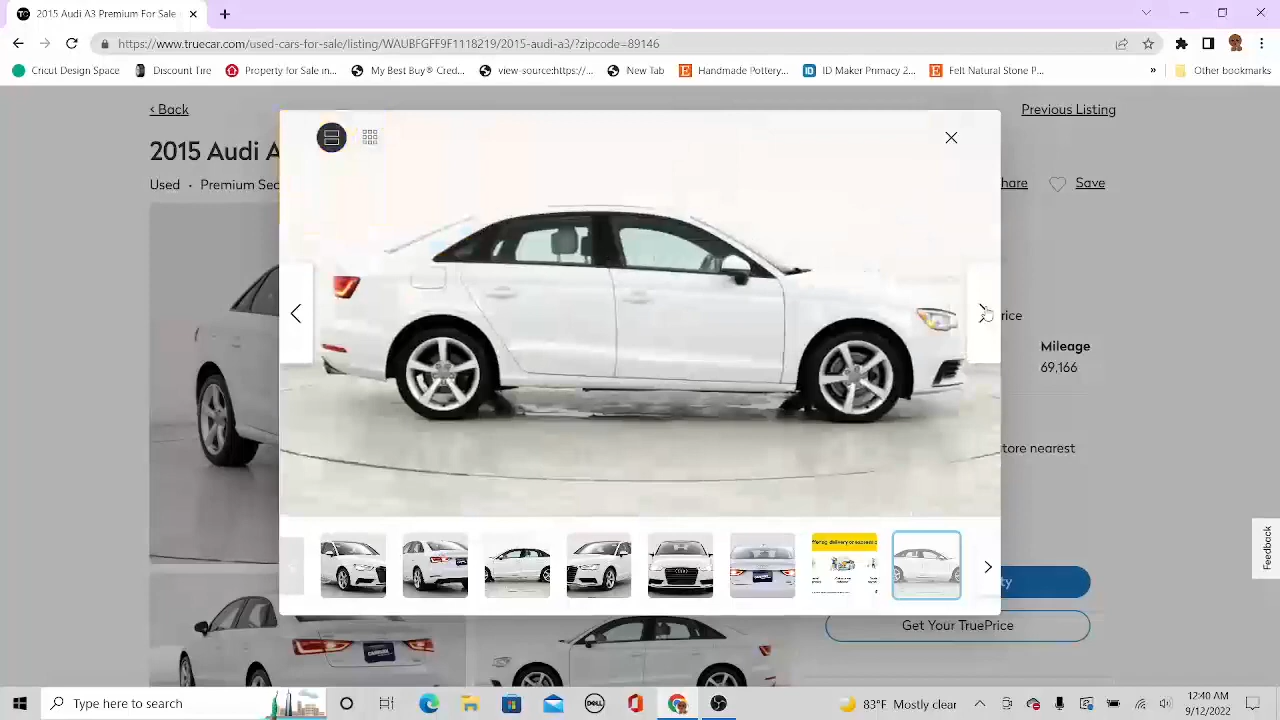 2015 Audi A3 Premium For Sale
https://www.truecar.com/used-cars-for-sale/listing/WAUBFGFF9F1118319/2015-audi-a3/?zipcode=89146
Cricut Design Space
Discount Tire
Property for Sale in...
My Best Buy® Cre...
view-source:https://...
New Tab
Handmade Pottery...
ID Maker Primacy 2...
Felt Natural Stone P...
»
Other bookmarks
‹ Back
Previous Listing
2015 Audi A
Used · Premium Sed
hare
Save
rice
Mileage
69,166
tore nearest
Feedback
ty
Get Your TruePrice
Type here to search
83°F Mostly clear
12:40 AM
9/12/2022